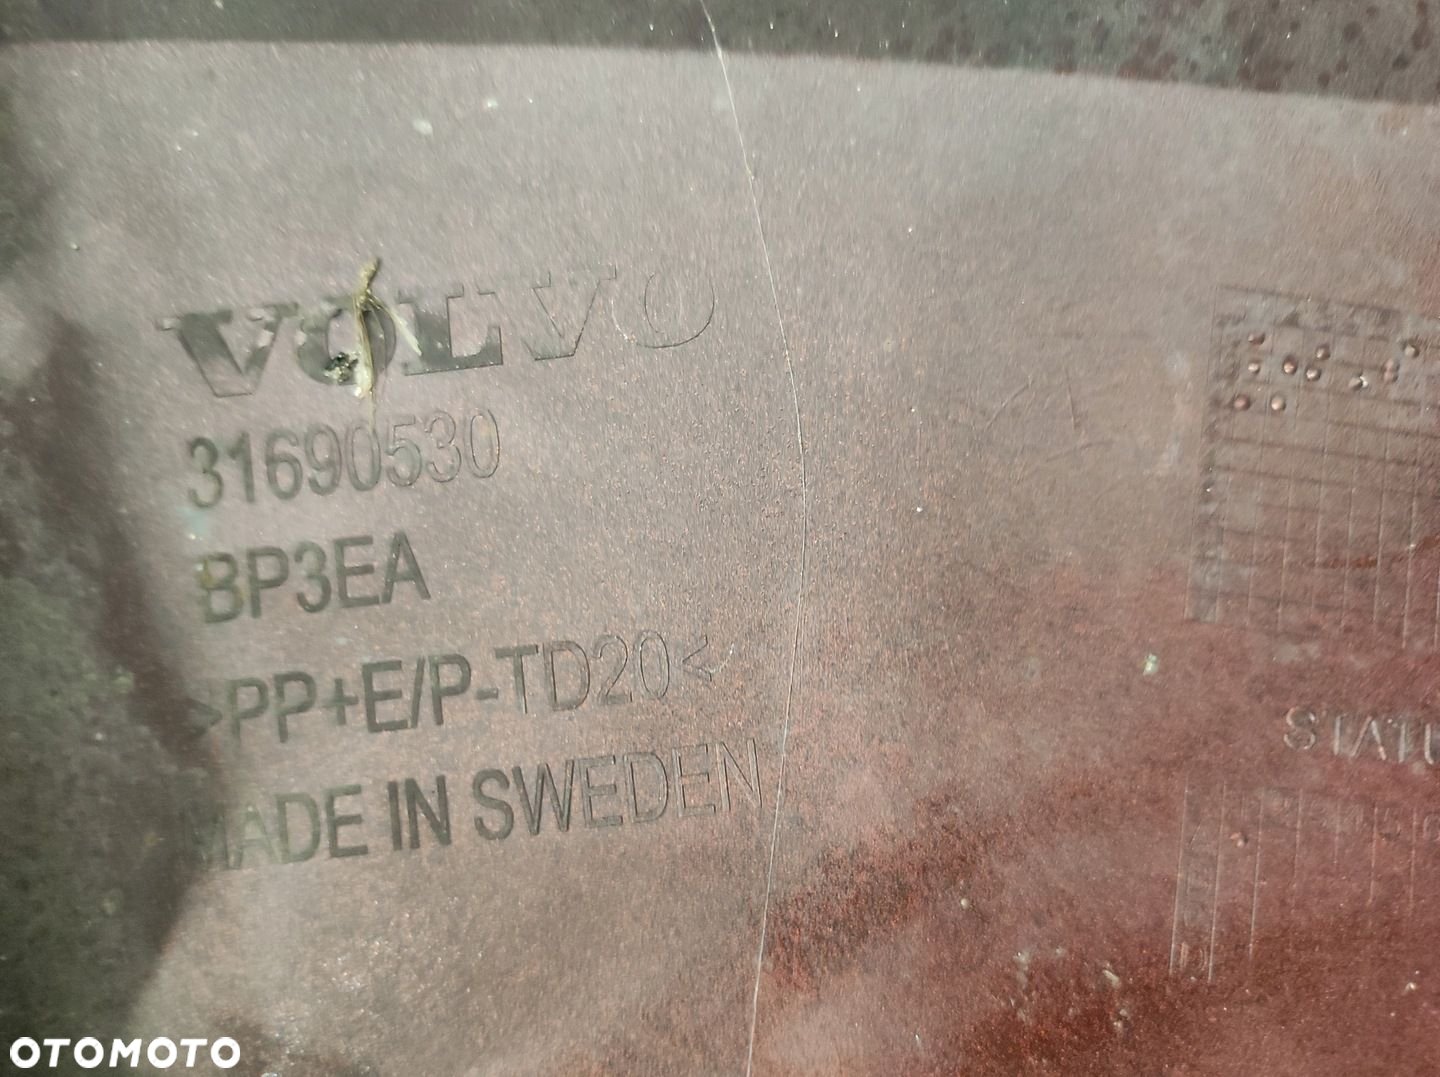 VOLVO
31690530
BP3EA
>PP+E/P-TD20<
MADE IN SWEDEN
OTOMOTO